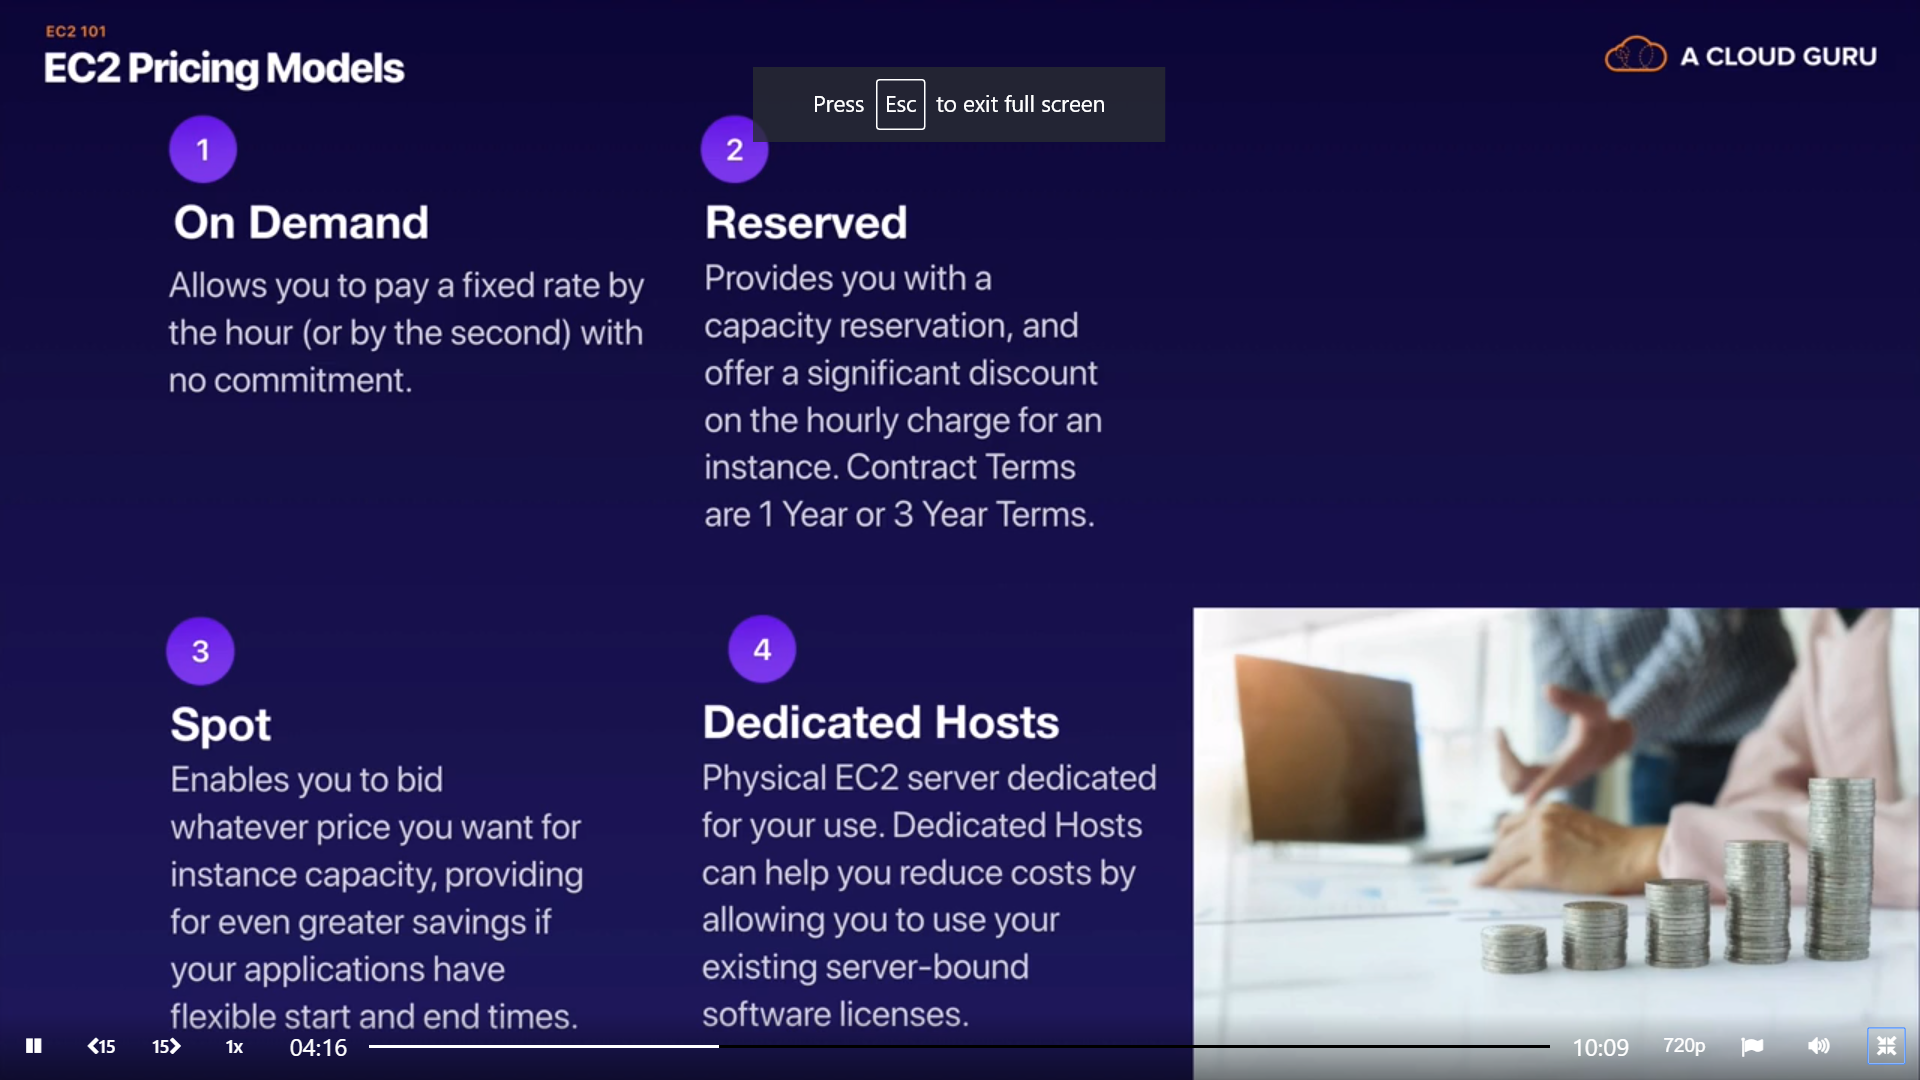 EC2 101
EC2 Pricing Models
A CLOUD GURU
Press Esc to exit full screen
1
On Demand
Allows you to pay a fixed rate by
the hour (or by the second) with
no commitment.
2
Reserved
Provides you with a
capacity reservation, and
offer a significant discount
on the hourly charge for an
instance. Contract Terms
are 1 Year or 3 Year Terms.
3
Spot
Enables you to bid
whatever price you want for
instance capacity, providing
for even greater savings if
your applications have
flexible start and end times.
4
Dedicated Hosts
Physical EC2 server dedicated
for your use. Dedicated Hosts
can help you reduce costs by
allowing you to use your
existing server-bound
software licenses.
15 15 1x 04:16 10:09 720p